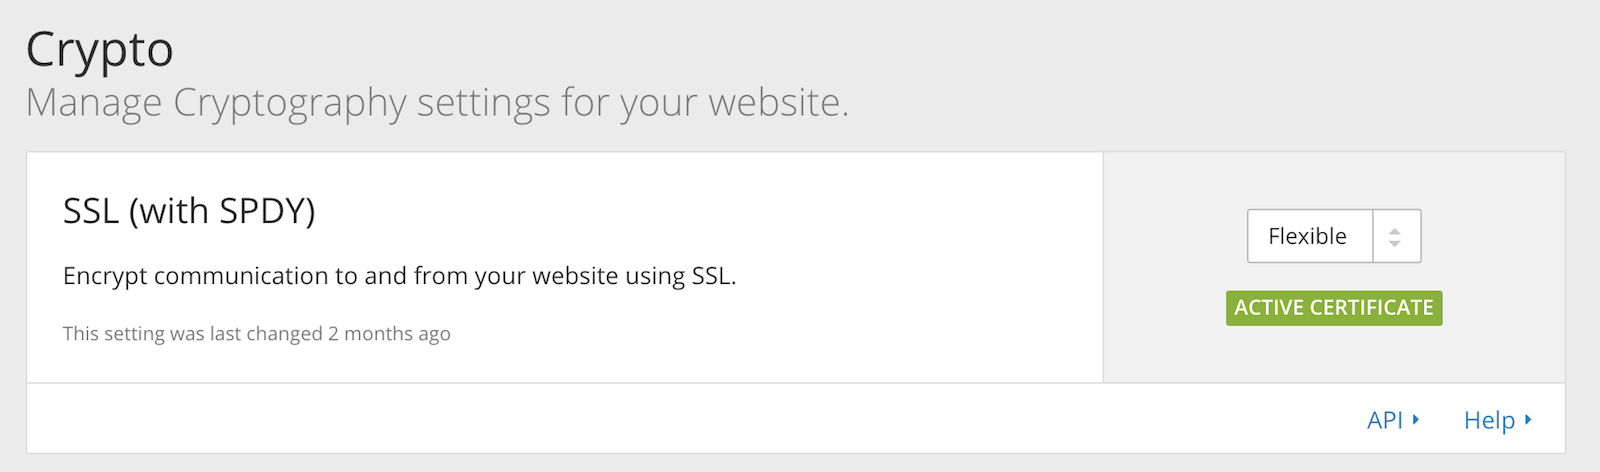 Crypto
Manage Cryptography settings for your website.
SSL (with SPDY)
Encrypt communication to and from your website using SSL.
This setting was last changed 2 months ago
Flexible
ACTIVE CERTIFICATE
API
Help